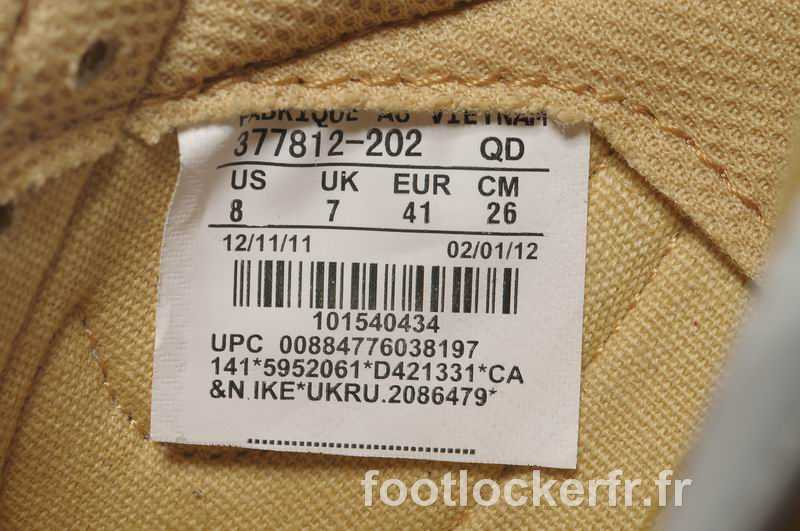 FABRIQUE AU VIETNAM
377812-202 QD
US UK EUR CM
8 7 41 26
12/11/11 02/01/12
101540434
UPC 00884776038197
141*5952061*D421331*CA
&N.IKE*UKRU.2086479*
footlockerfr.fr